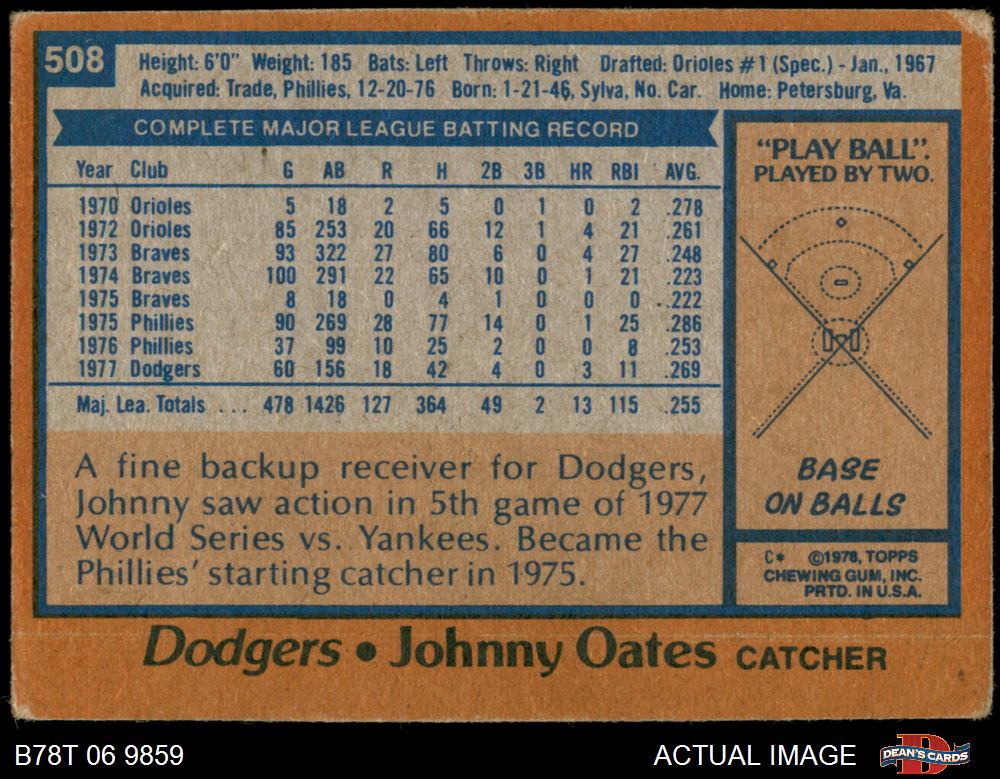 508
Height: 6'0" Weight: 185 Bats: Left Throws: Right Drafted: Orioles #1 (Spec.) - Jan., 1967
Acquired: Trade, Phillies, 12-20-76 Born: 1-21-46, Sylva, No. Car. Home: Petersburg, Va.
COMPLETE MAJOR LEAGUE BATTING RECORD
Year Club G AB R H 2B 3B HR RBI AVG.
1970 Orioles 5 18 2 5 0 1 0 2 .278
1972 Orioles 85 253 20 66 12 1 4 21 .261
1973 Braves 93 322 27 80 6 0 4 27 .248
1974 Braves 100 291 22 65 10 0 1 21 .223
1975 Braves 8 18 0 4 1 0 0 0 .222
1975 Phillies 90 269 28 77 14 0 1 25 .286
1976 Phillies 37 99 10 25 2 0 0 8 .253
1977 Dodgers 60 156 18 42 4 0 3 11 .269
Maj. Lea. Totals ... 478 1426 127 364 49 2 13 115 .255
A fine backup receiver for Dodgers,
Johnny saw action in 5th game of 1977
World Series vs. Yankees. Became the
Phillies' starting catcher in 1975.
"PLAY BALL".
PLAYED BY TWO.
BASE
ON BALLS
C* ©1978, TOPPS
CHEWING GUM, INC.
PRTD. IN U.S.A.
Dodgers • Johnny Oates CATCHER
B78T 06 9859
ACTUAL IMAGE
DEAN'S CARDS